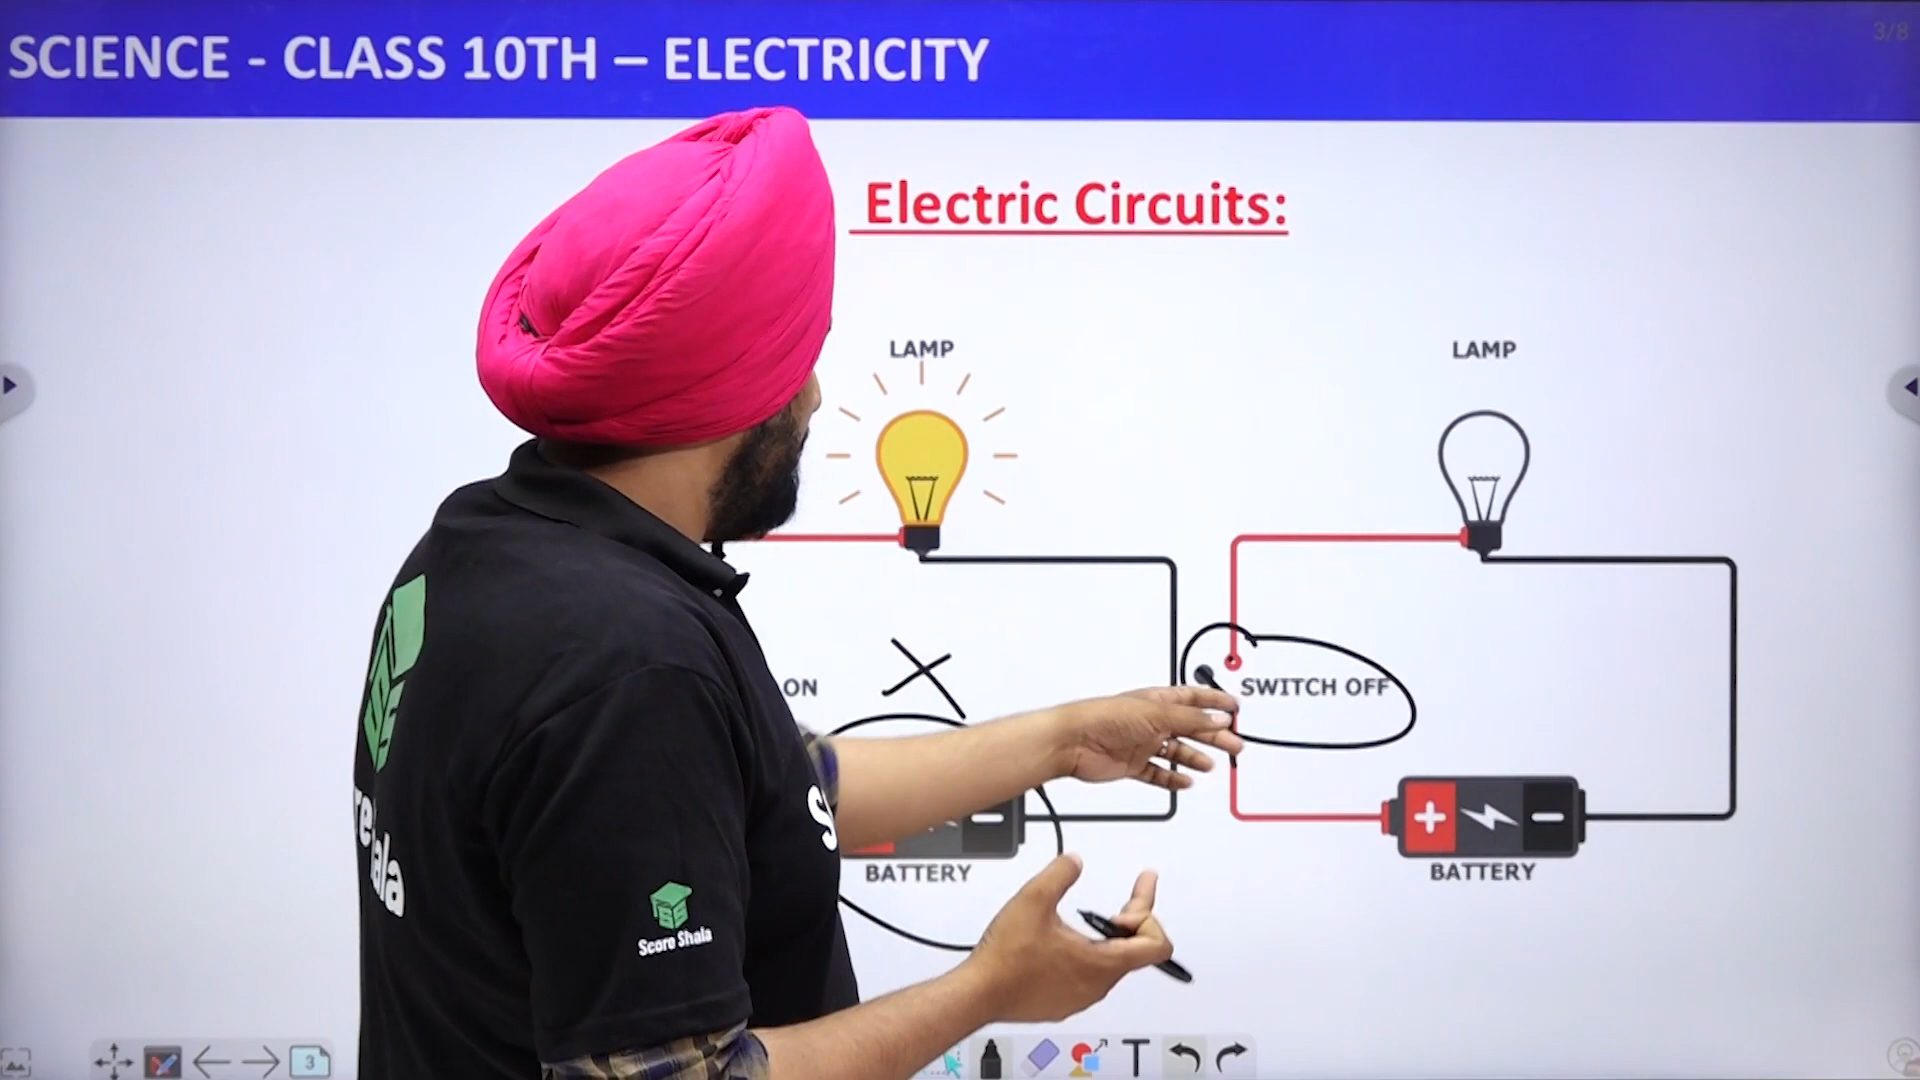 SCIENCE - CLASS 10TH – ELECTRICITY
3/8
Electric Circuits:
LAMP
LAMP
ON
SWITCH OFF
BATTERY
BATTERY
Score Shala
3
T